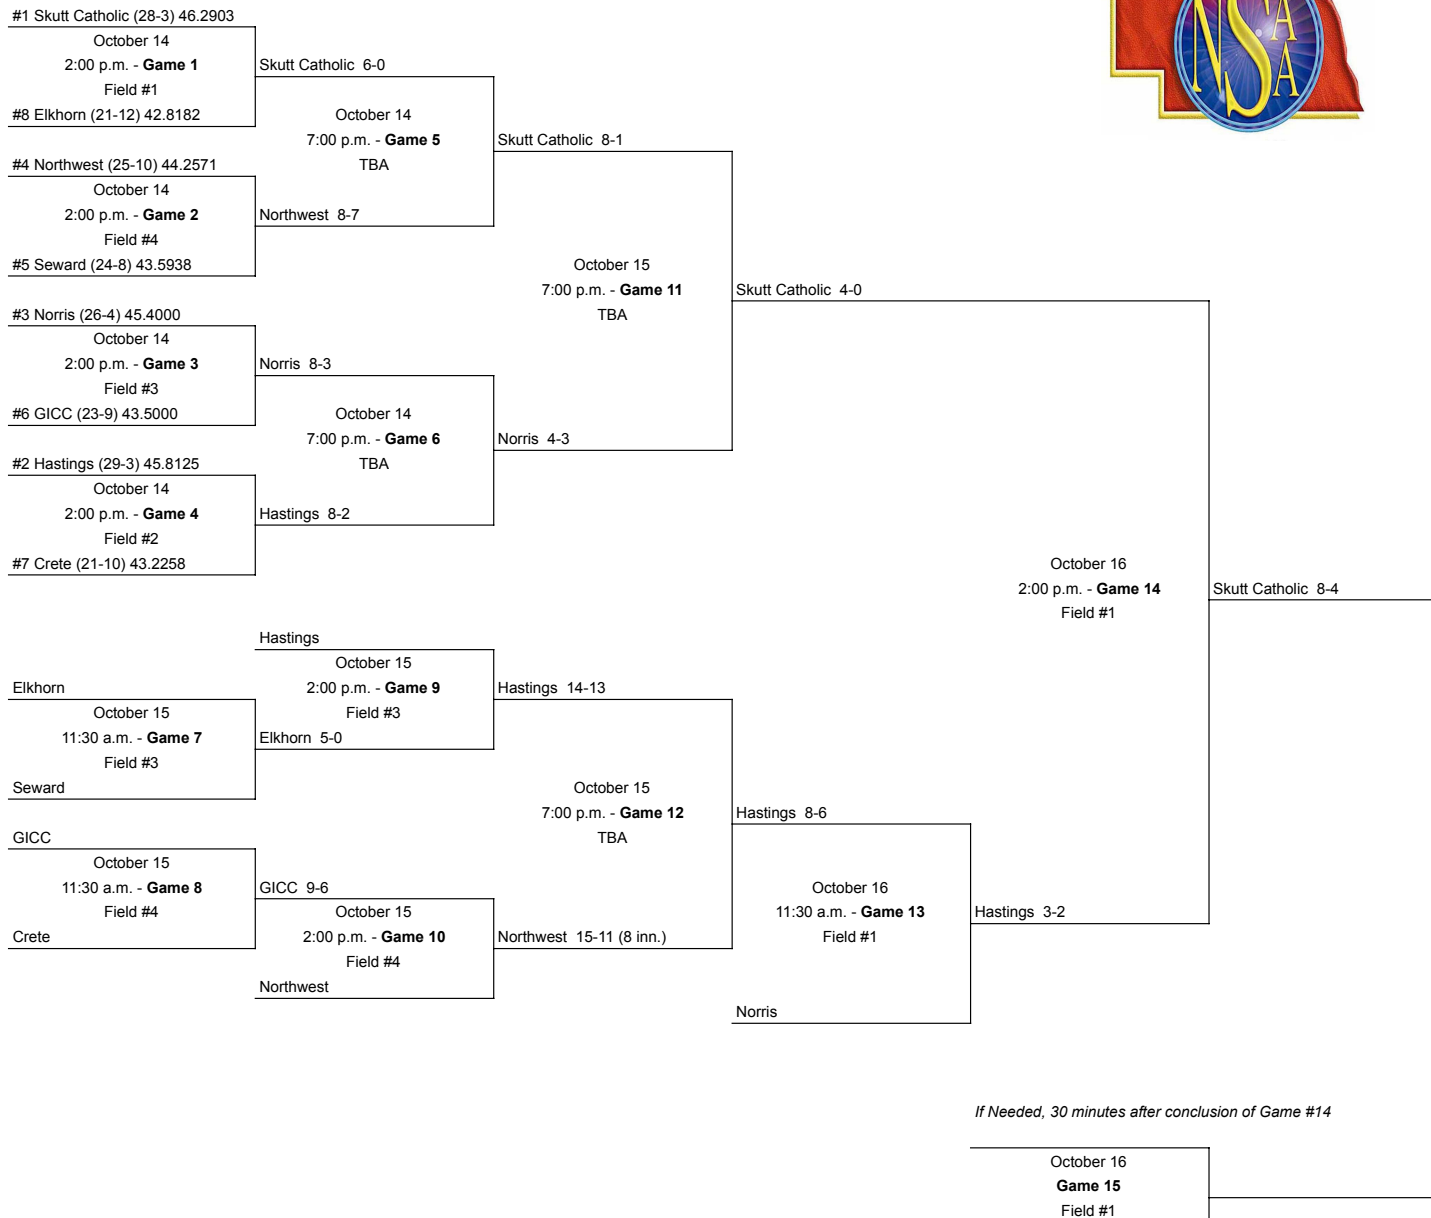 #1 Skutt Catholic (28-3) 46.2903
October 14
2:00 p.m. - Game 1
Field #1
#8 Elkhorn (21-12) 42.8182
Skutt Catholic 6-0
#4 Northwest (25-10) 44.2571
October 14
2:00 p.m. - Game 2
Field #4
#5 Seward (24-8) 43.5938
Northwest 8-7
October 14
7:00 p.m. - Game 5
TBA
Skutt Catholic 8-1
#3 Norris (26-4) 45.4000
October 14
2:00 p.m. - Game 3
Field #3
#6 GICC (23-9) 43.5000
Norris 8-3
#2 Hastings (29-3) 45.8125
October 14
2:00 p.m. - Game 4
Field #2
#7 Crete (21-10) 43.2258
Hastings 8-2
October 14
7:00 p.m. - Game 6
TBA
Norris 4-3
October 15
7:00 p.m. - Game 11
TBA
Skutt Catholic 4-0
Elkhorn
October 15
11:30 a.m. - Game 7
Field #3
Seward
Hastings
October 15
2:00 p.m. - Game 9
Field #3
Elkhorn 5-0
Hastings 14-13
GICC
October 15
11:30 a.m. - Game 8
Field #4
Crete
GICC 9-6
October 15
2:00 p.m. - Game 10
Field #4
Northwest
Northwest 15-11 (8 inn.)
October 15
7:00 p.m. - Game 12
TBA
Hastings 8-6
October 16
11:30 a.m. - Game 13
Field #1
Norris
Hastings 3-2
October 16
2:00 p.m. - Game 14
Field #1
Skutt Catholic 8-4
If Needed, 30 minutes after conclusion of Game #14
October 16
Game 15
Field #1
NSAA